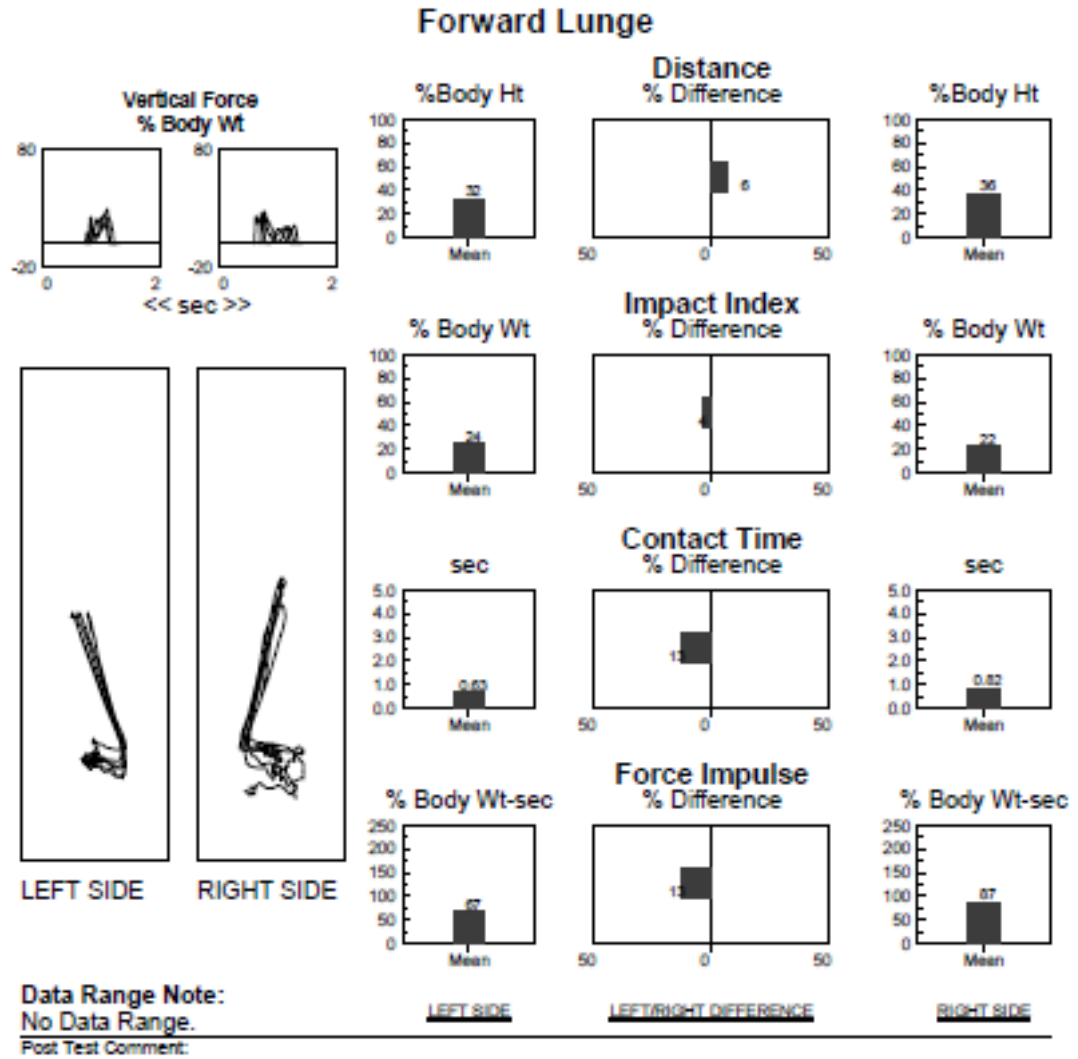 Forward Lunge
Vertical Force
% Body Wt
80
-20
0
2
80
-20
0
2
<< sec >>
LEFT SIDE
RIGHT SIDE
Distance
%Body Ht
% Difference
%Body Ht
100
80
60
40
20
0
32
Mean
6
50
0
50
100
80
60
40
20
0
36
Mean
Impact Index
% Body Wt
% Difference
% Body Wt
100
80
60
40
20
0
24
Mean
4
50
0
50
100
80
60
40
20
0
22
Mean
Contact Time
sec
% Difference
sec
5.0
4.0
3.0
2.0
1.0
0.0
0.63
Mean
13
50
0
50
5.0
4.0
3.0
2.0
1.0
0.0
0.82
Mean
Force Impulse
% Body Wt-sec
% Difference
% Body Wt-sec
250
200
150
100
50
0
67
Mean
13
50
0
50
250
200
150
100
50
0
87
Mean
Data Range Note:
No Data Range.
LEFT SIDE
LEFT/RIGHT DIFFERENCE
RIGHT SIDE
Post Test Comment: